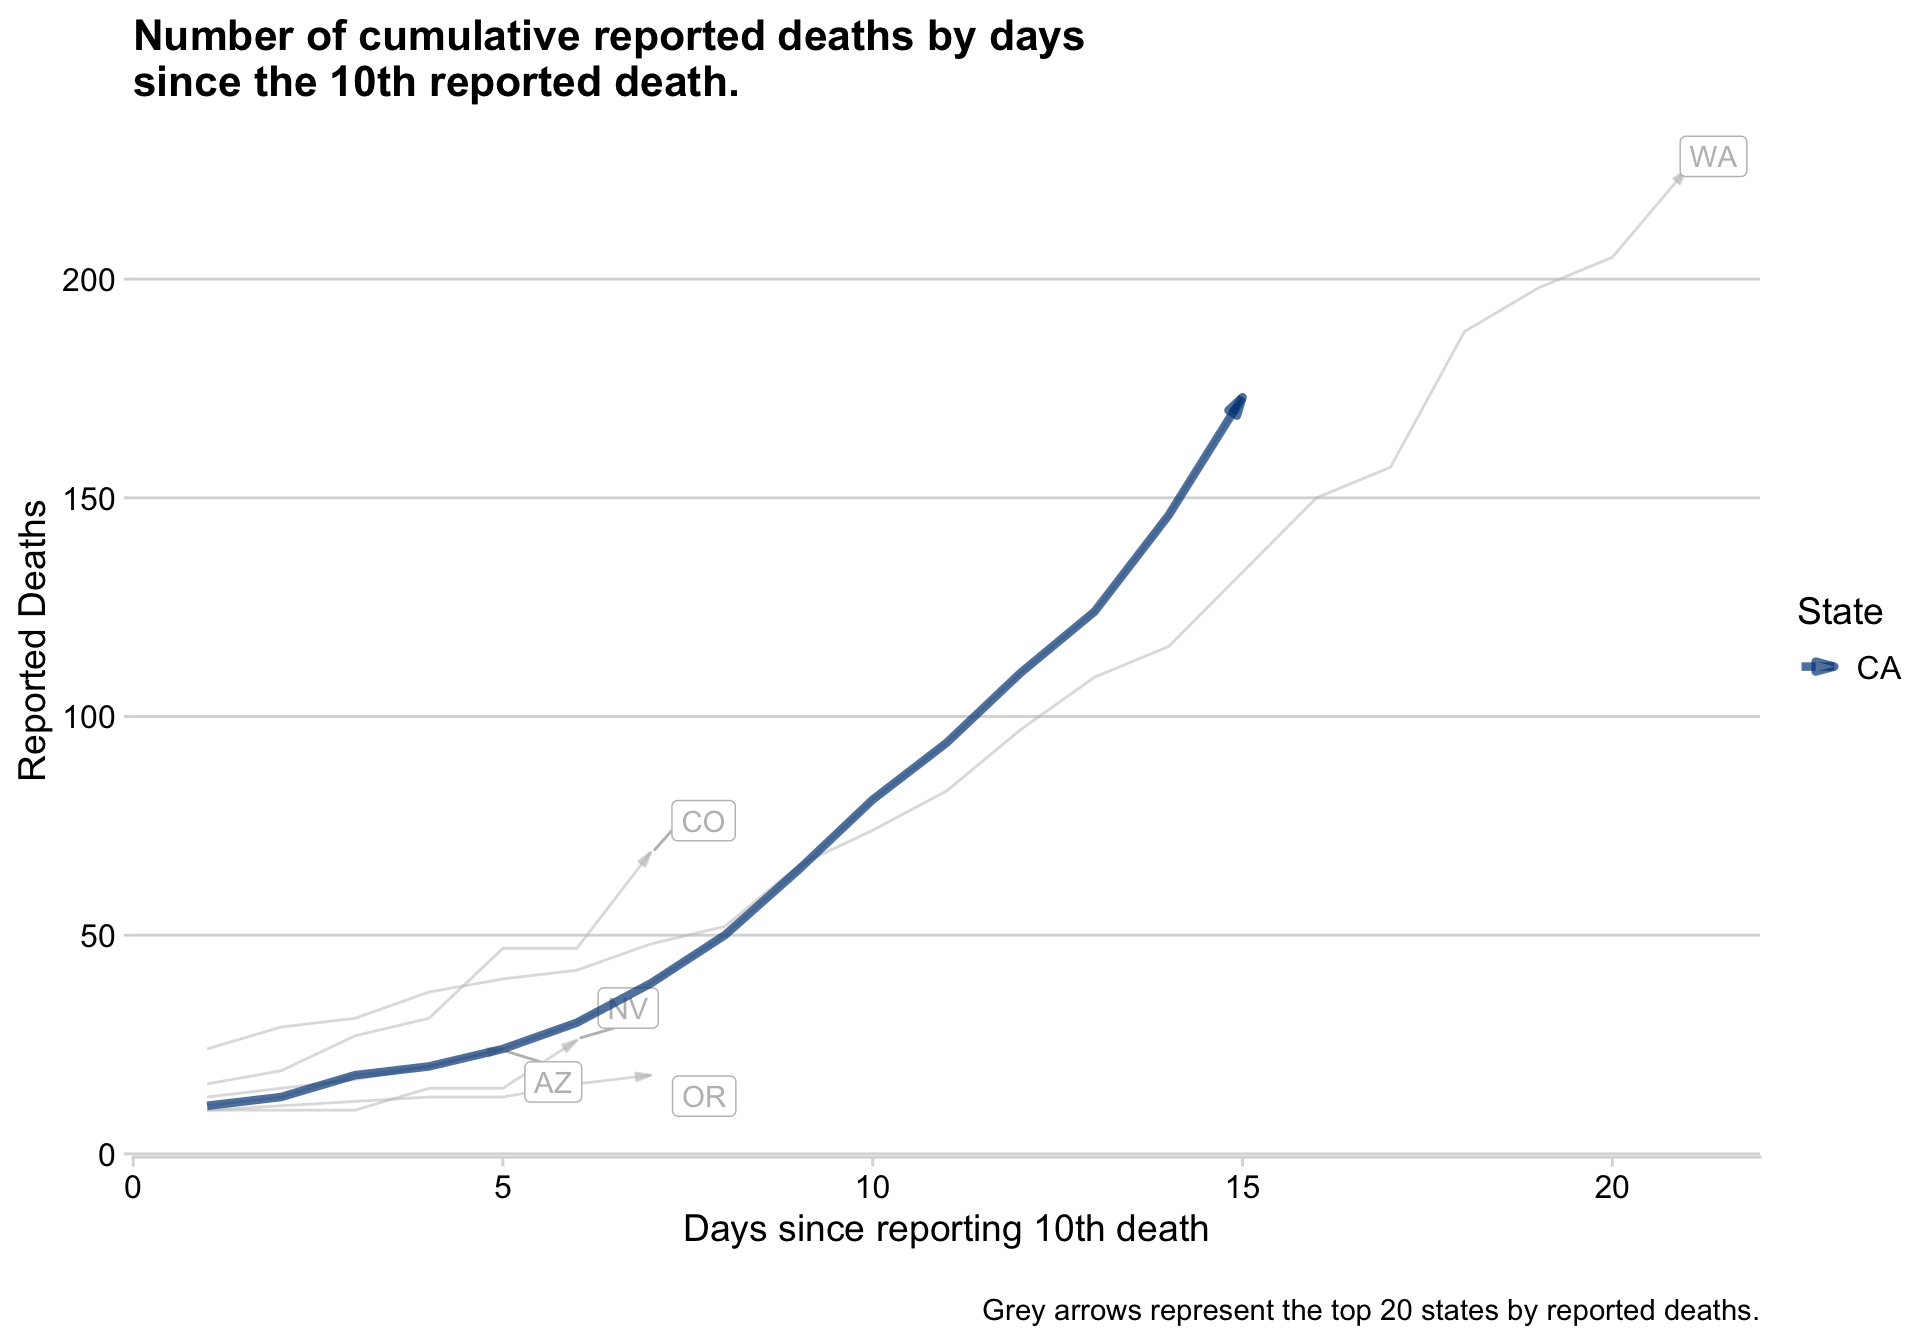 Number of cumulative reported deaths by days
since the 10th reported death.
WA
200
150
100
50
0
Reported Deaths
CO
NV
AZ
OR
State
CA
0
5
10
15
20
Days since reporting 10th death
Grey arrows represent the top 20 states by reported deaths.